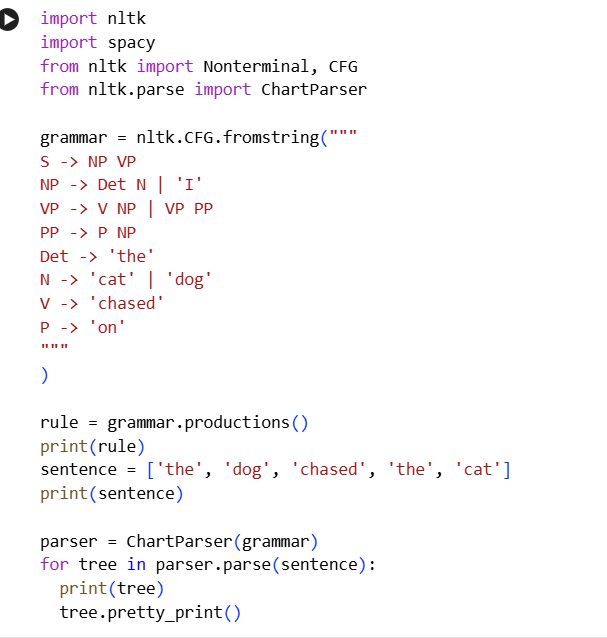 import nltk
import spacy
from nltk import Nonterminal, CFG
from nltk.parse import ChartParser
grammar = nltk.CFG.fromstring("""
S -> NP VP
NP -> Det N | 'I'
VP -> V NP | VP PP
PP -> P NP
Det -> 'the'
N -> 'cat' | 'dog'
V -> 'chased'
P -> 'on'
"""
)
rule = grammar.productions()
print(rule)
sentence = ['the', 'dog', 'chased', 'the', 'cat']
print(sentence)
parser = ChartParser(grammar)
for tree in parser.parse(sentence):
  print(tree)
  tree.pretty_print()